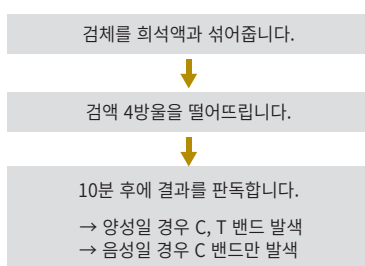 검체를 희석액과 섞어줍니다.
검액 4방울을 떨어뜨립니다.
10분 후에 결과를 판독합니다.
→ 양성일 경우 C, T 밴드 발색
→ 음성일 경우 C 밴드만 발색